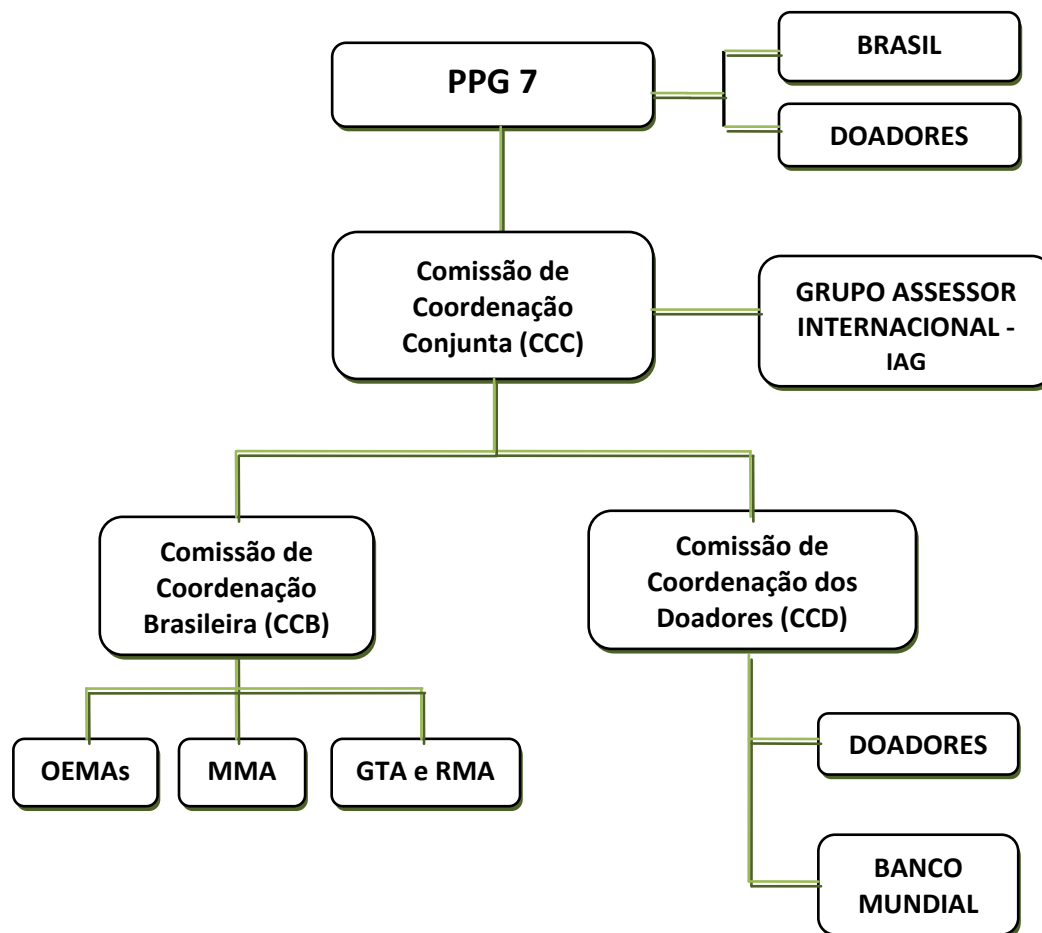 PPG 7
BRASIL
DOADORES
Comissão de
Coordenação
Conjunta (CCC)
GRUPO ASSESSOR
INTERNACIONAL -
IAG
Comissão de
Coordenação
Brasileira (CCB)
Comissão de
Coordenação dos
Doadores (CCD)
OEMAs
MMA
GTA e RMA
DOADORES
BANCO
MUNDIAL